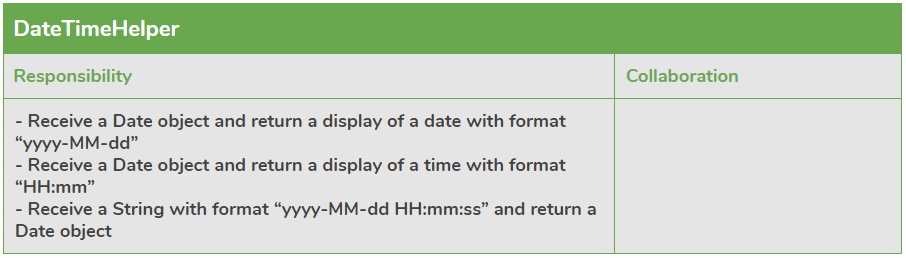 DateTimeHelper
Responsibility
Collaboration
- Receive a Date object and return a display of a date with format
“yyyy-MM-dd”
- Receive a Date object and return a display of a time with format
“HH:mm”
- Receive a String with format “yyyy-MM-dd HH:mm:ss” and return a
Date object